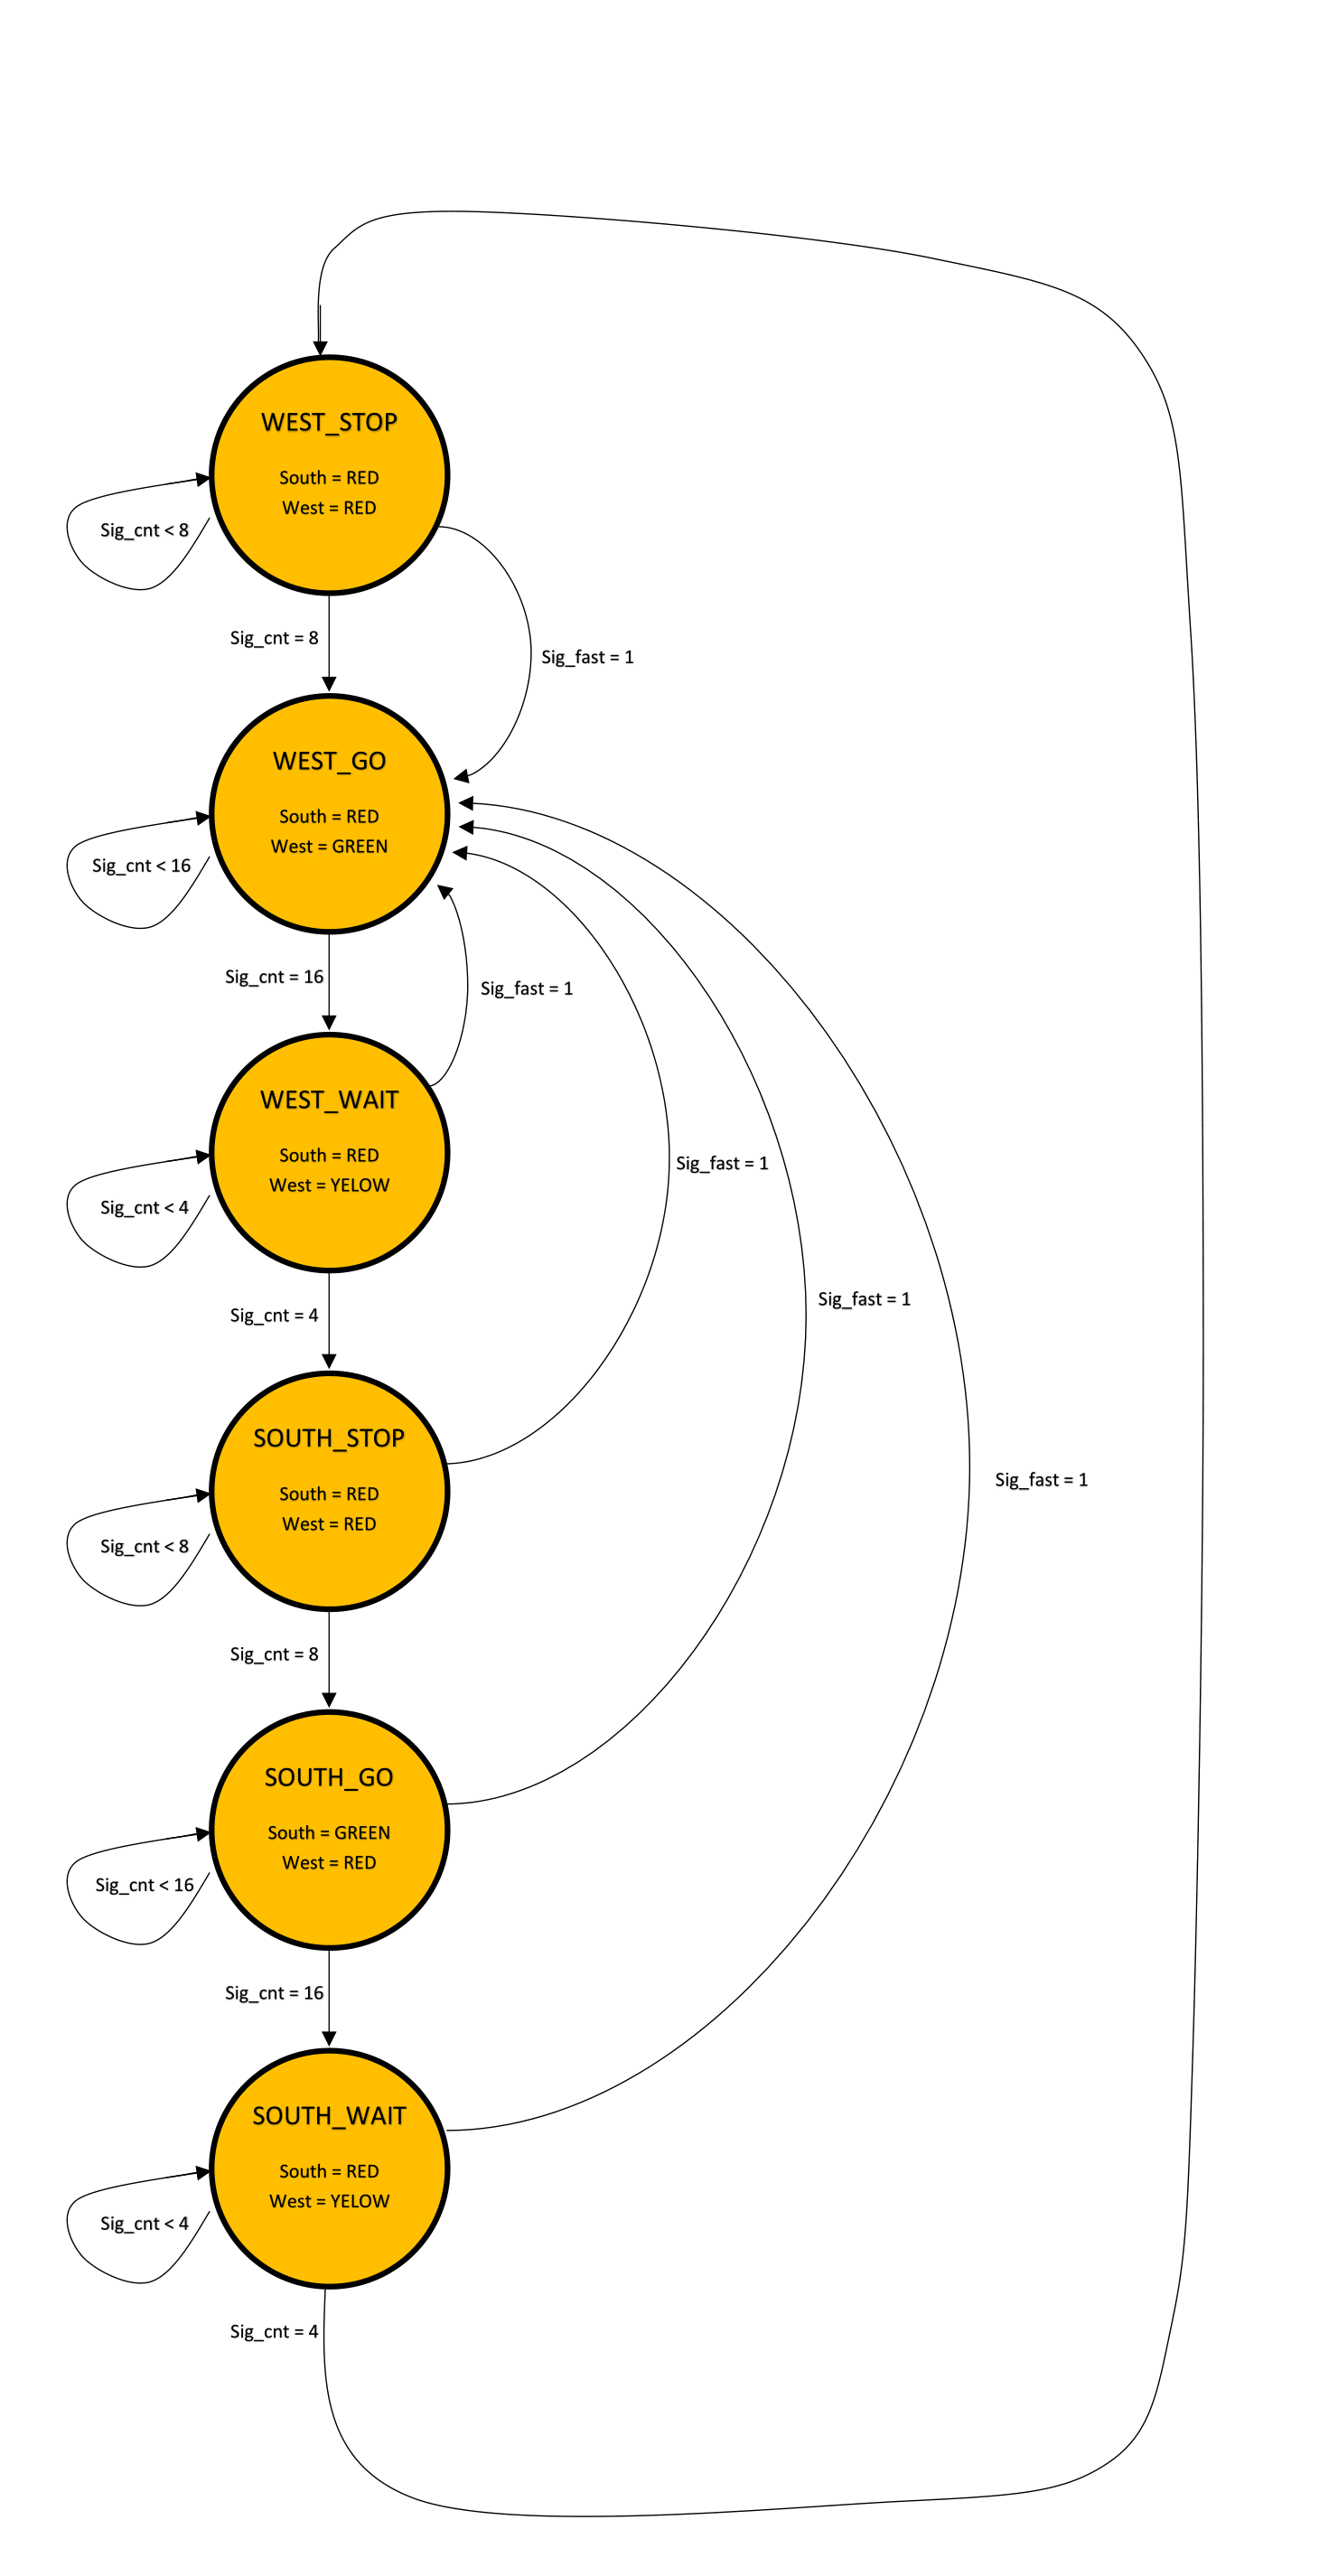 WEST_STOP
South = RED
West = RED
Sig_cnt < 8
Sig_cnt = 8
Sig_fast = 1
WEST_GO
South = RED
West = GREEN
Sig_cnt < 16
Sig_cnt = 16
Sig_fast = 1
WEST_WAIT
South = RED
West = YELOW
Sig_fast = 1
Sig_cnt < 4
Sig_cnt = 4
Sig_fast = 1
SOUTH_STOP
South = RED
West = RED
Sig_fast = 1
Sig_cnt < 8
Sig_cnt = 8
SOUTH_GO
South = GREEN
West = RED
Sig_cnt < 16
Sig_cnt = 16
SOUTH_WAIT
South = RED
West = YELOW
Sig_cnt < 4
Sig_cnt = 4